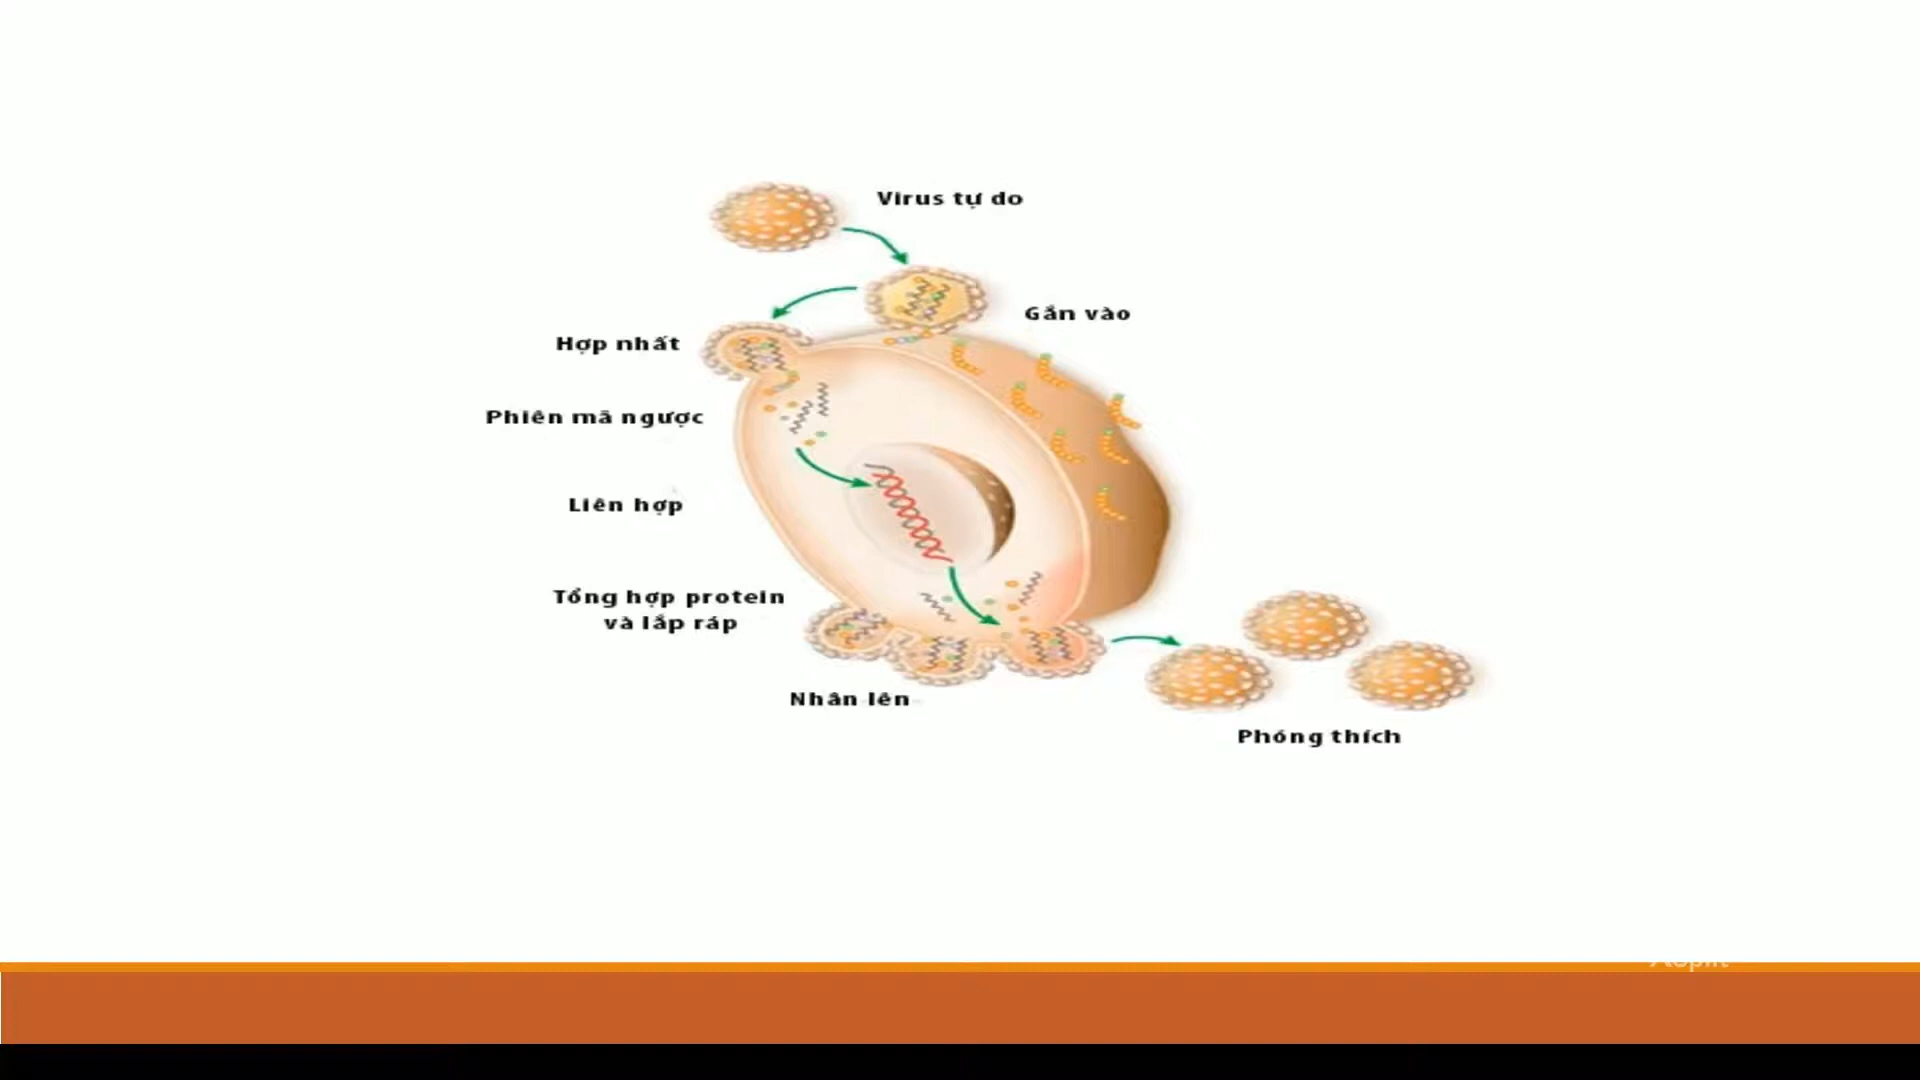 Virus tự do
Gắn vào
Hợp nhất
Phiên mã ngược
Liên hợp
Tổng hợp protein
và lắp ráp
Nhân lên
Phóng thích